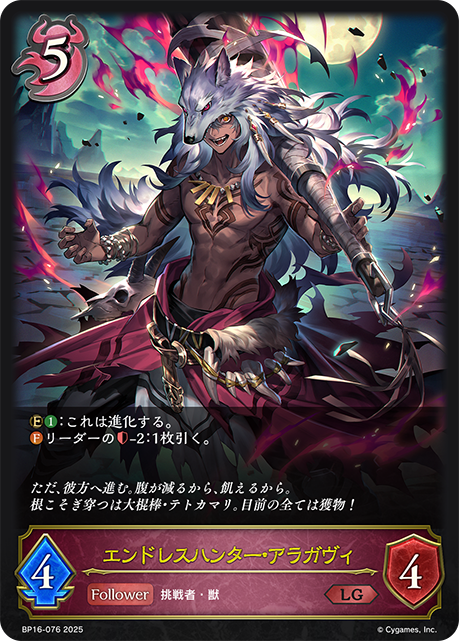 5
E 1:これは進化する。
F リーダーの-2:1枚引く。
ただ、彼方へ進む。腹が減るから、飢えるから。
根こそぎ穿つは大棍棒・テトカマリ。目前の全ては獲物！
エンドレスハンター・アラガヴィ
4
Follower 挑戦者・獣
LG
4
BP16-076 2025
© Cygames, Inc.